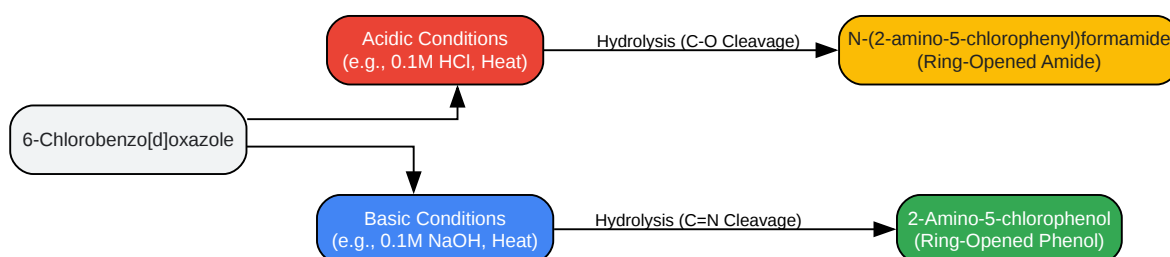 Acidic Conditions
(e.g., 0.1M HCl, Heat)
Hydrolysis (C-O Cleavage)
N-(2-amino-5-chlorophenyl)formamide
(Ring-Opened Amide)
6-Chlorobenzo[d]oxazole
Basic Conditions
(e.g., 0.1M NaOH, Heat)
Hydrolysis (C=N Cleavage)
2-Amino-5-chlorophenol
(Ring-Opened Phenol)